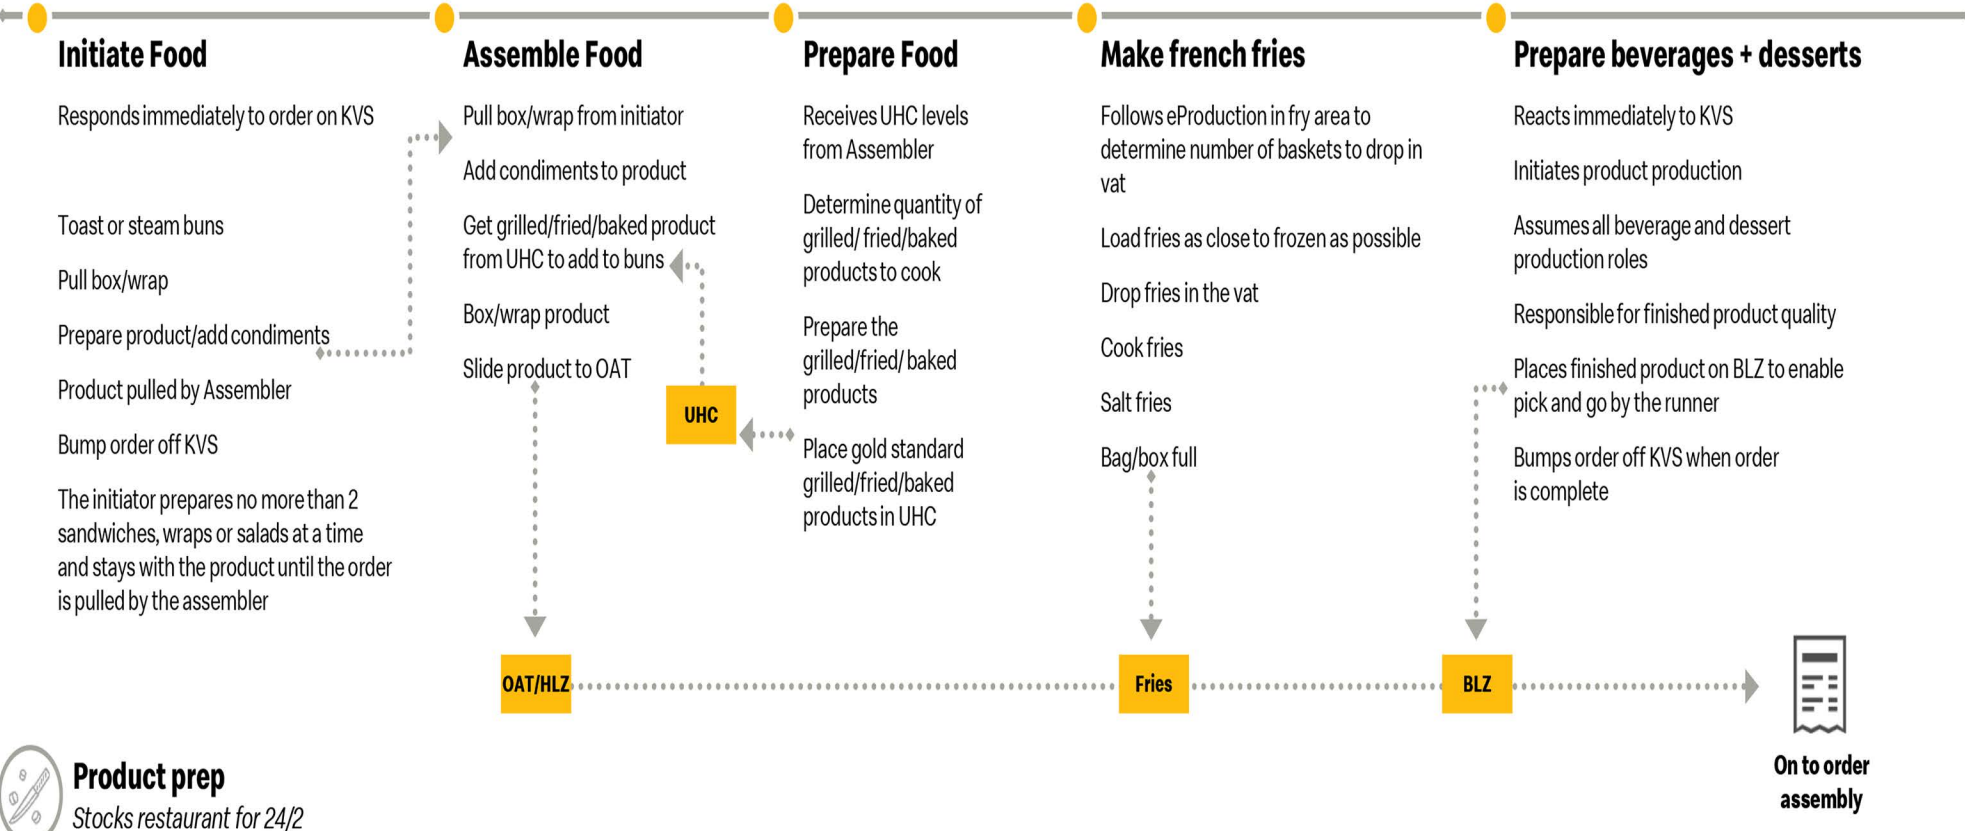 Initiate Food
Responds immediately to order on KVS
Toast or steam buns
Pull box/wrap
Prepare product/add condiments
Product pulled by Assembler
Bump order off KVS
The initiator prepares no more than 2
sandwiches, wraps or salads at a time
and stays with the product until the order
is pulled by the assembler
Assemble Food
Pull box/wrap from initiator
Add condiments to product
Get grilled/fried/baked product
from UHC to add to buns
Box/wrap product
Slide product to OAT
UHC
Prepare Food
Receives UHC levels
from Assembler
Determine quantity of
grilled/ fried/baked
products to cook
Prepare the
grilled/fried/ baked
products
Place gold standard
grilled/fried/baked
products in UHC
Make french fries
Follows eProduction in fry area to
determine number of baskets to drop in
vat
Load fries as close to frozen as possible
Drop fries in the vat
Cook fries
Salt fries
Bag/box full
Prepare beverages + desserts
Reacts immediately to KVS
Initiates product production
Assumes all beverage and dessert
production roles
Responsible for finished product quality
Places finished product on BLZ to enable
pick and go by the runner
Bumps order off KVS when order
is complete
OAT/HLZ
Fries
BLZ
On to order
assembly
Product prep
Stocks restaurant for 24/2